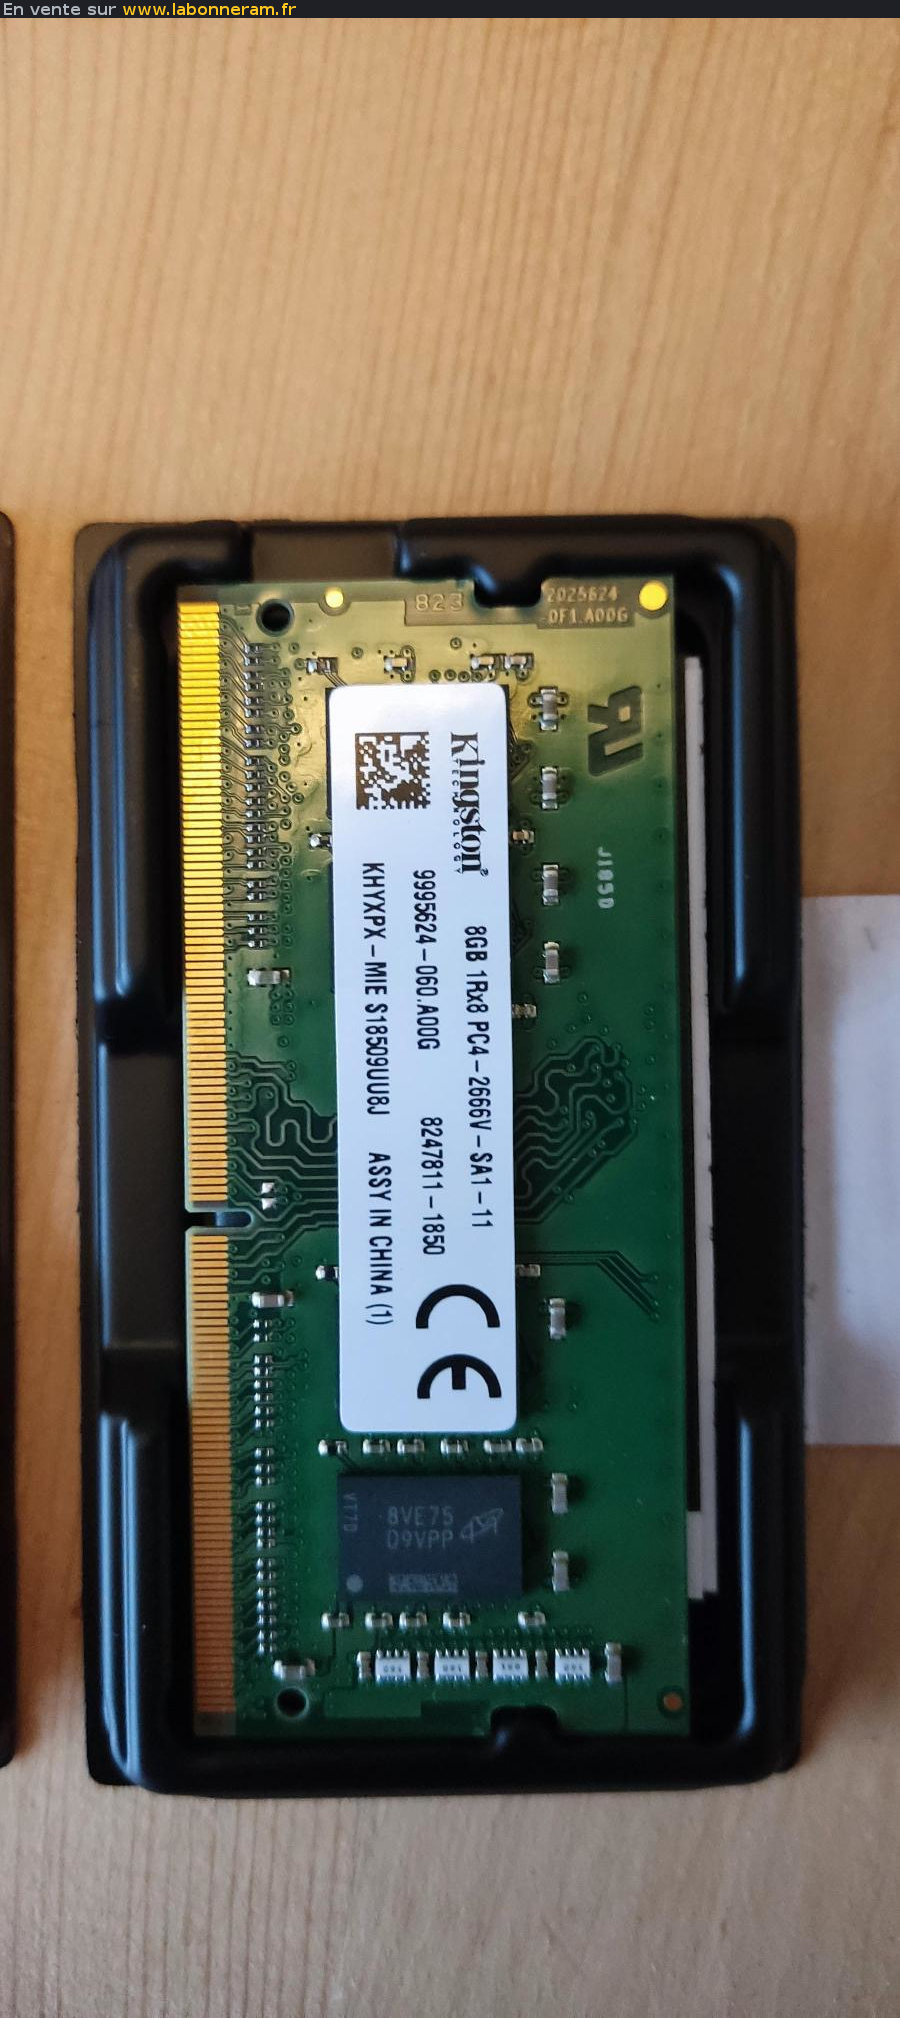 En vente sur www.labonneram.fr
823
2025624
-0F1.A00G
J1850
Kingston
TECHNOLOGY
8GB 1Rx8 PC4-2666V-SA1-11
9995624-060.A00G 8247811-1850
KHYXPX-MIE S18509UU8J ASSY IN CHINA (1)
CE
8VE75
D9VPP